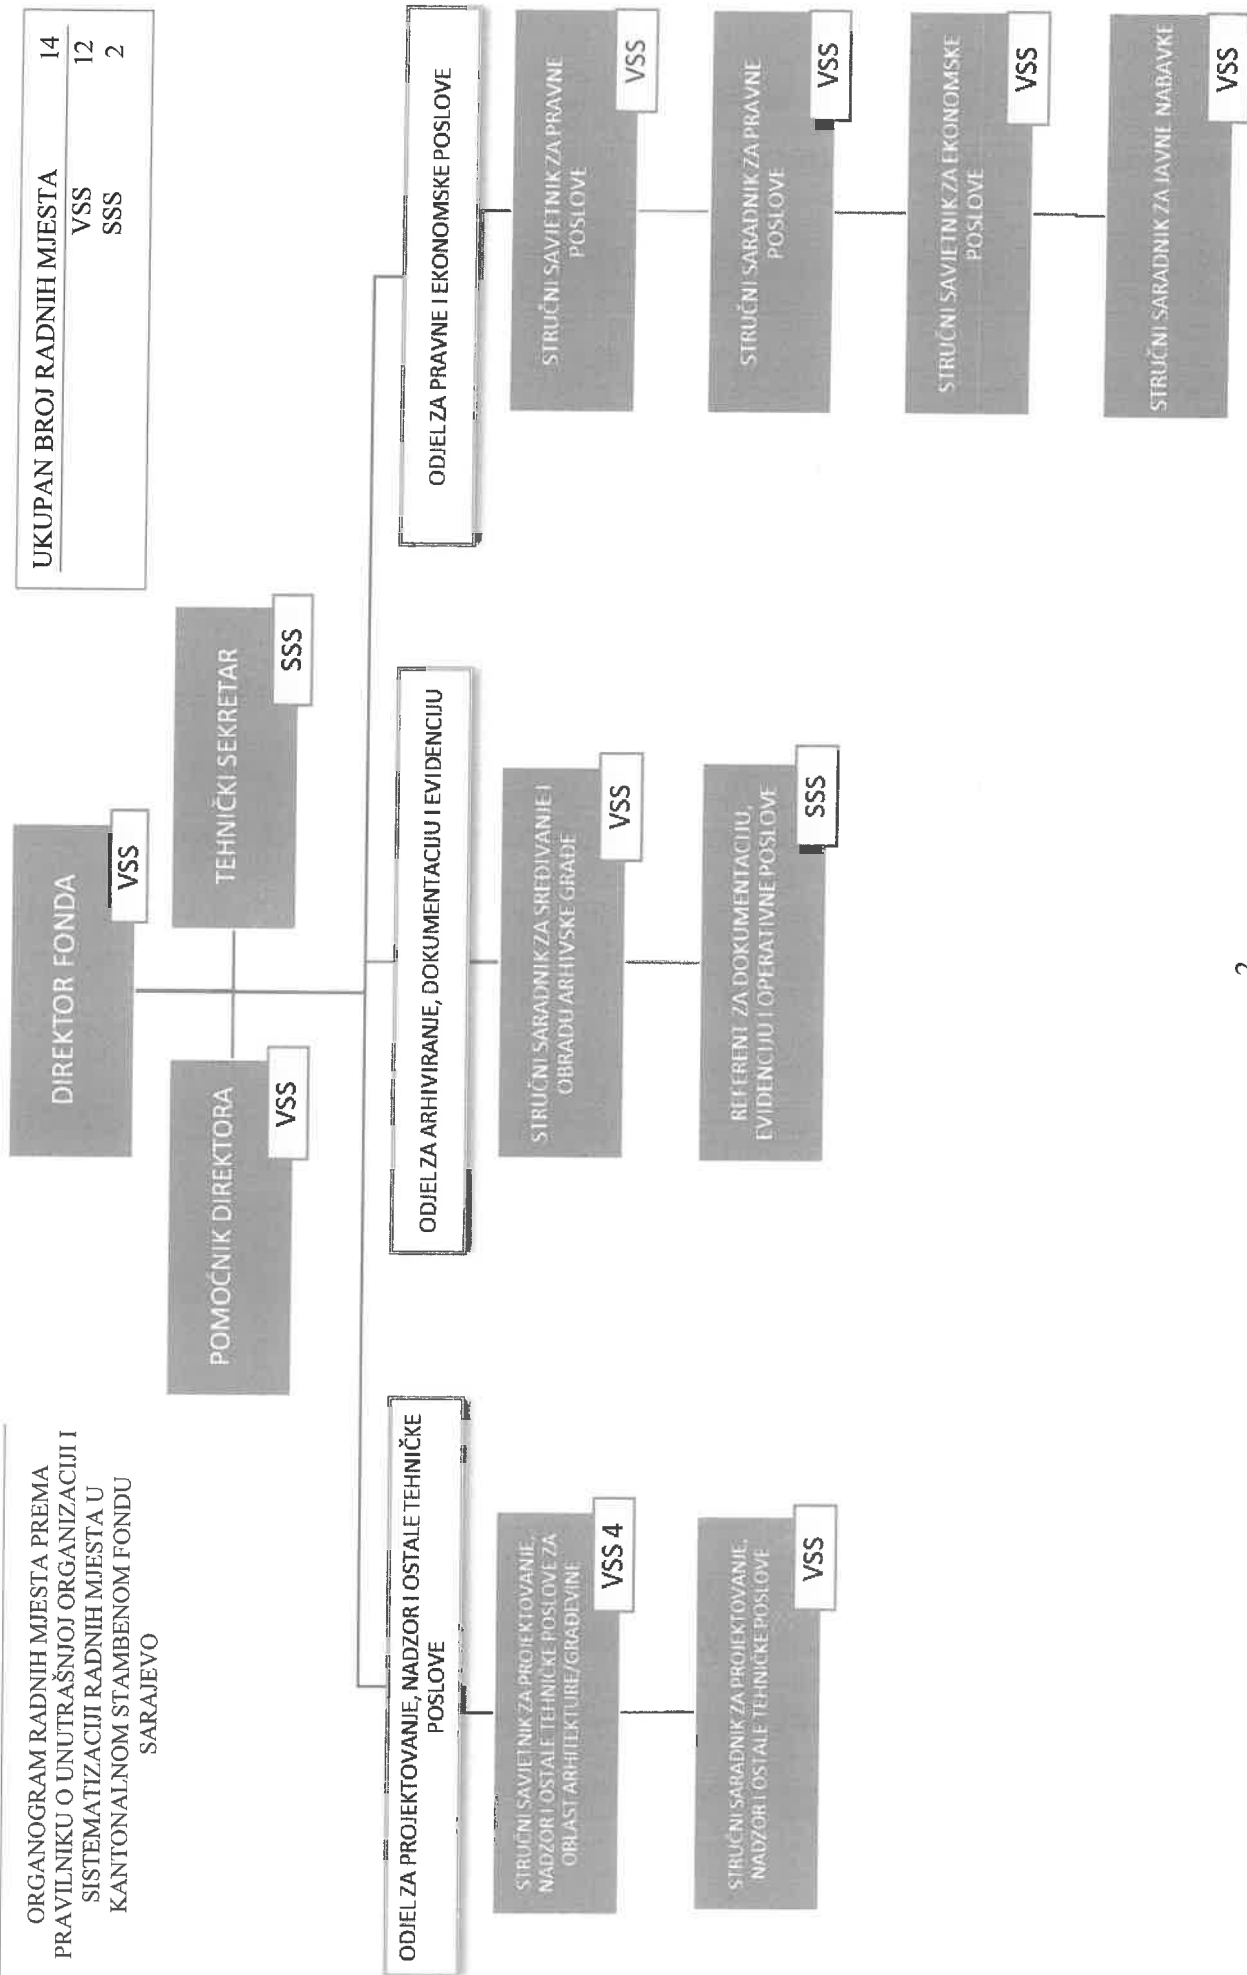 ORGANOGRAM RADNIH MJESTA PREMA
PRAVILNIKU O UNUTRAŠNJOJ ORGANIZACIJI I
SISTEMATIZACIJI RADNIH MJESTA U
KANTONALNOM STAMBENOM FONDU
SARAJEVO
UKUPAN BROJ RADNIH MJESTA 14
VSS 12
SSS 2
DIREKTOR FONDA
VSS
POMOĆNIK DIREKTORA
VSS
TEHNIČKI SEKRETAR
SSS
ODJEL ZA PROJEKTOVANJE, NADZOR I OSTALE TEHNIČKE
POSLOVE
STRUČNI SAVJETNIK ZA PROJEKTOVANJE,
NADZOR I OSTALE TEHNIČKE POSLOVE ZA
OBLAST ARHITEKTURE/GRAĐEVINE
VSS 4
STRUČNI SARADNIK ZA PROJEKTOVANJE,
NADZOR I OSTALE TEHNIČKE POSLOVE
VSS
ODJEL ZA ARHIVIRANJE, DOKUMENTACIJU I EVIDENCIJU
STRUČNI SARADNIK ZA SREĐIVANJE I
OBRADU ARHIVSKE GRAĐE
VSS
REFERENT ZA DOKUMENTACIJU,
EVIDENCIJU I OPERATIVNE POSLOVE
SSS
ODJEL ZA PRAVNE I EKONOMSKE POSLOVE
STRUČNI SAVJETNIK ZA PRAVNE
POSLOVE
VSS
STRUČNI SARADNIK ZA PRAVNE
POSLOVE
VSS
STRUČNI SAVJETNIK ZA EKONOMSKE
POSLOVE
VSS
STRUČNI SARADNIK ZA JAVNE NABAVKE
VSS
2